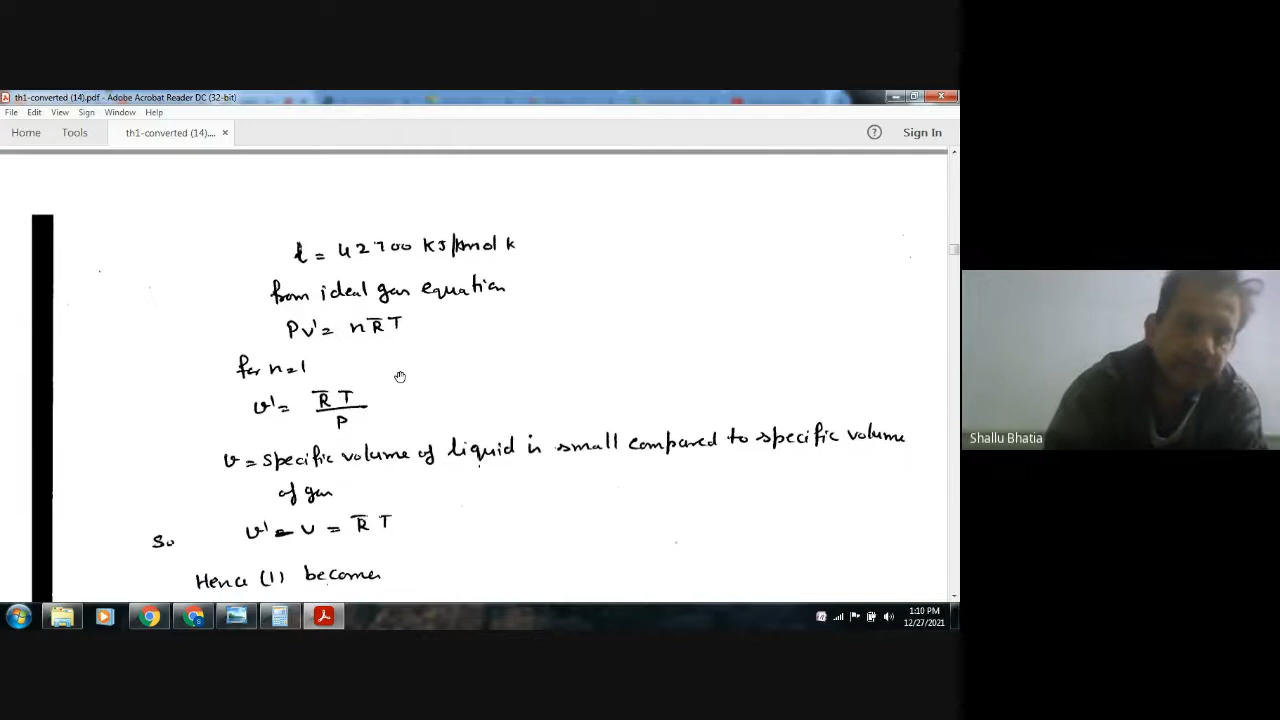 th1-converted (14).pdf - Adobe Acrobat Reader DC (32-bit)
File Edit View Sign Window Help
Home Tools th1-converted (14).... × ? Sign In
l = 42700 KJ/kmol K
from ideal gas equation
Pv' = n R̅ T
for n=1
v' = R̅ T / P
v = specific volume of liquid is small compared to specific volume
of gas
So v' - v = R̅ T
Hence (1) becomes
Shallu Bhatia
1:10 PM
12/27/2021